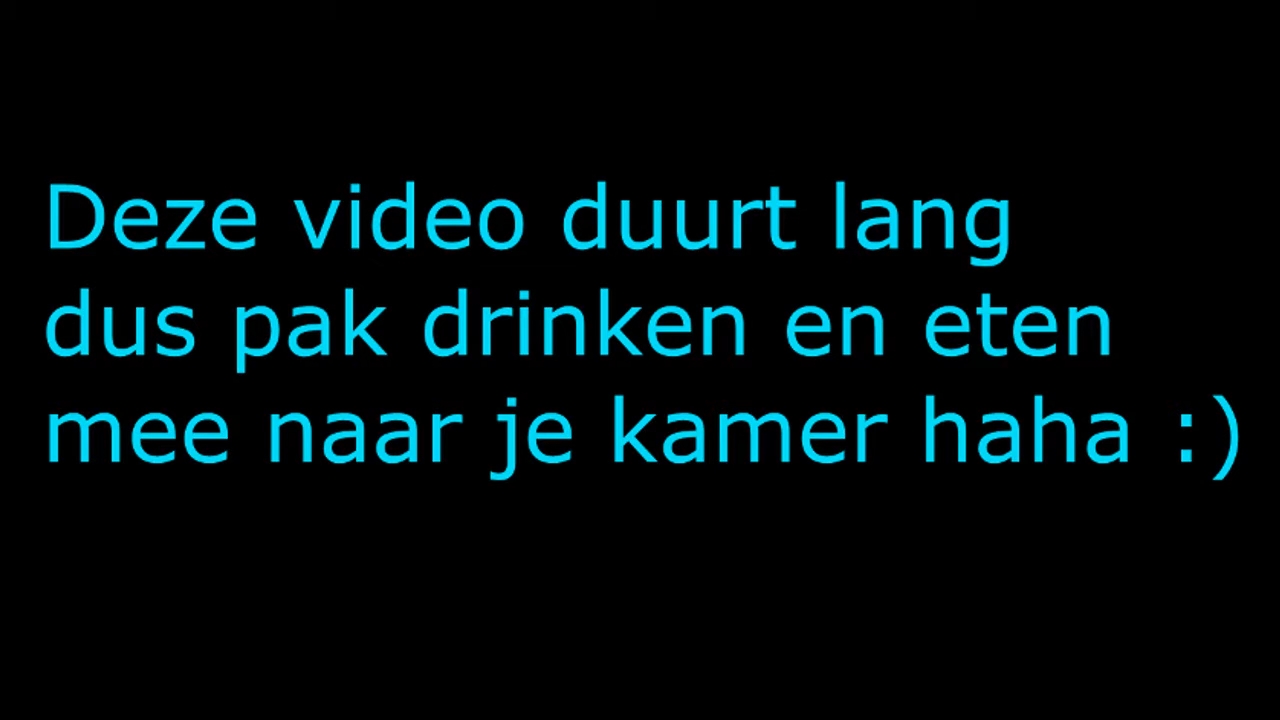 Deze video duurt lang
dus pak drinken en eten
mee naar je kamer haha :)